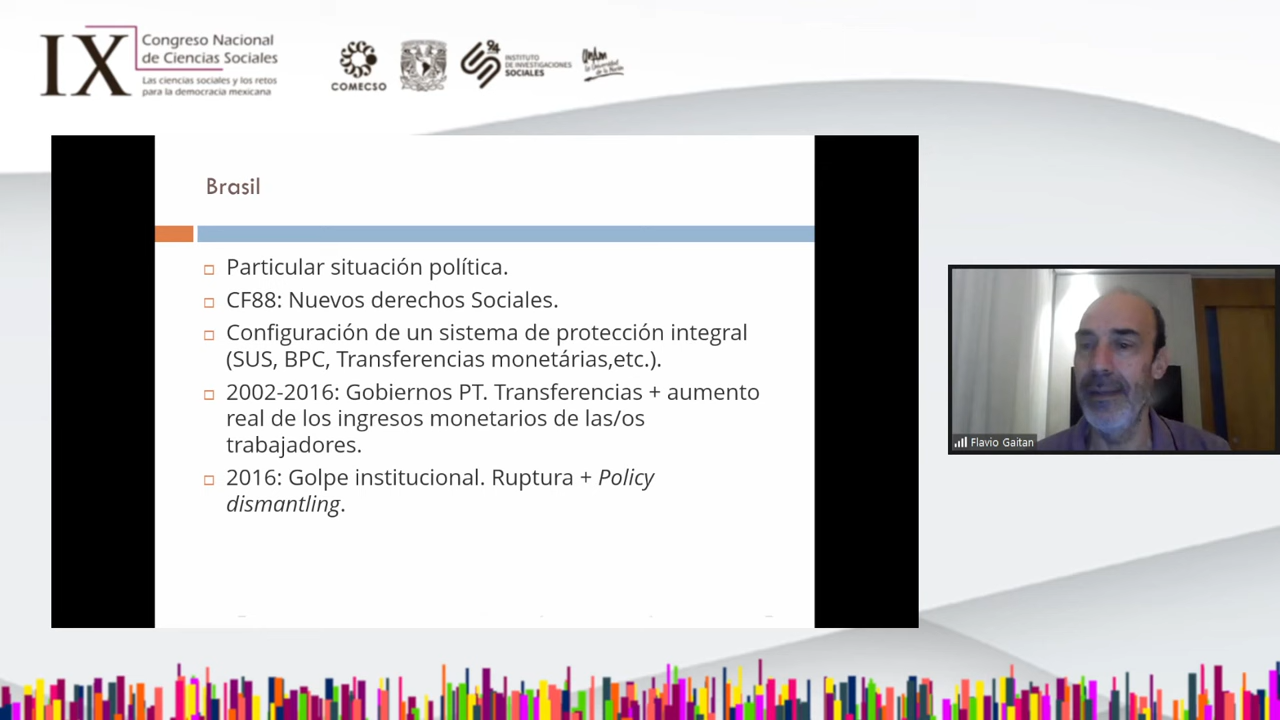 IX
Congreso Nacional
de Ciencias Sociales
Las ciencias sociales y los retos
para la democracia mexicana
COMECSO
INSTITUTO
DE INVESTIGACIONES
SOCIALES
Brasil
Particular situación política.
CF88: Nuevos derechos Sociales.
Configuración de un sistema de protección integral
(SUS, BPC, Transferencias monetárias,etc.).
2002-2016: Gobiernos PT. Transferencias + aumento
real de los ingresos monetarios de las/os
trabajadores.
2016: Golpe institucional. Ruptura + Policy
dismantling.
Flavio Gaitan